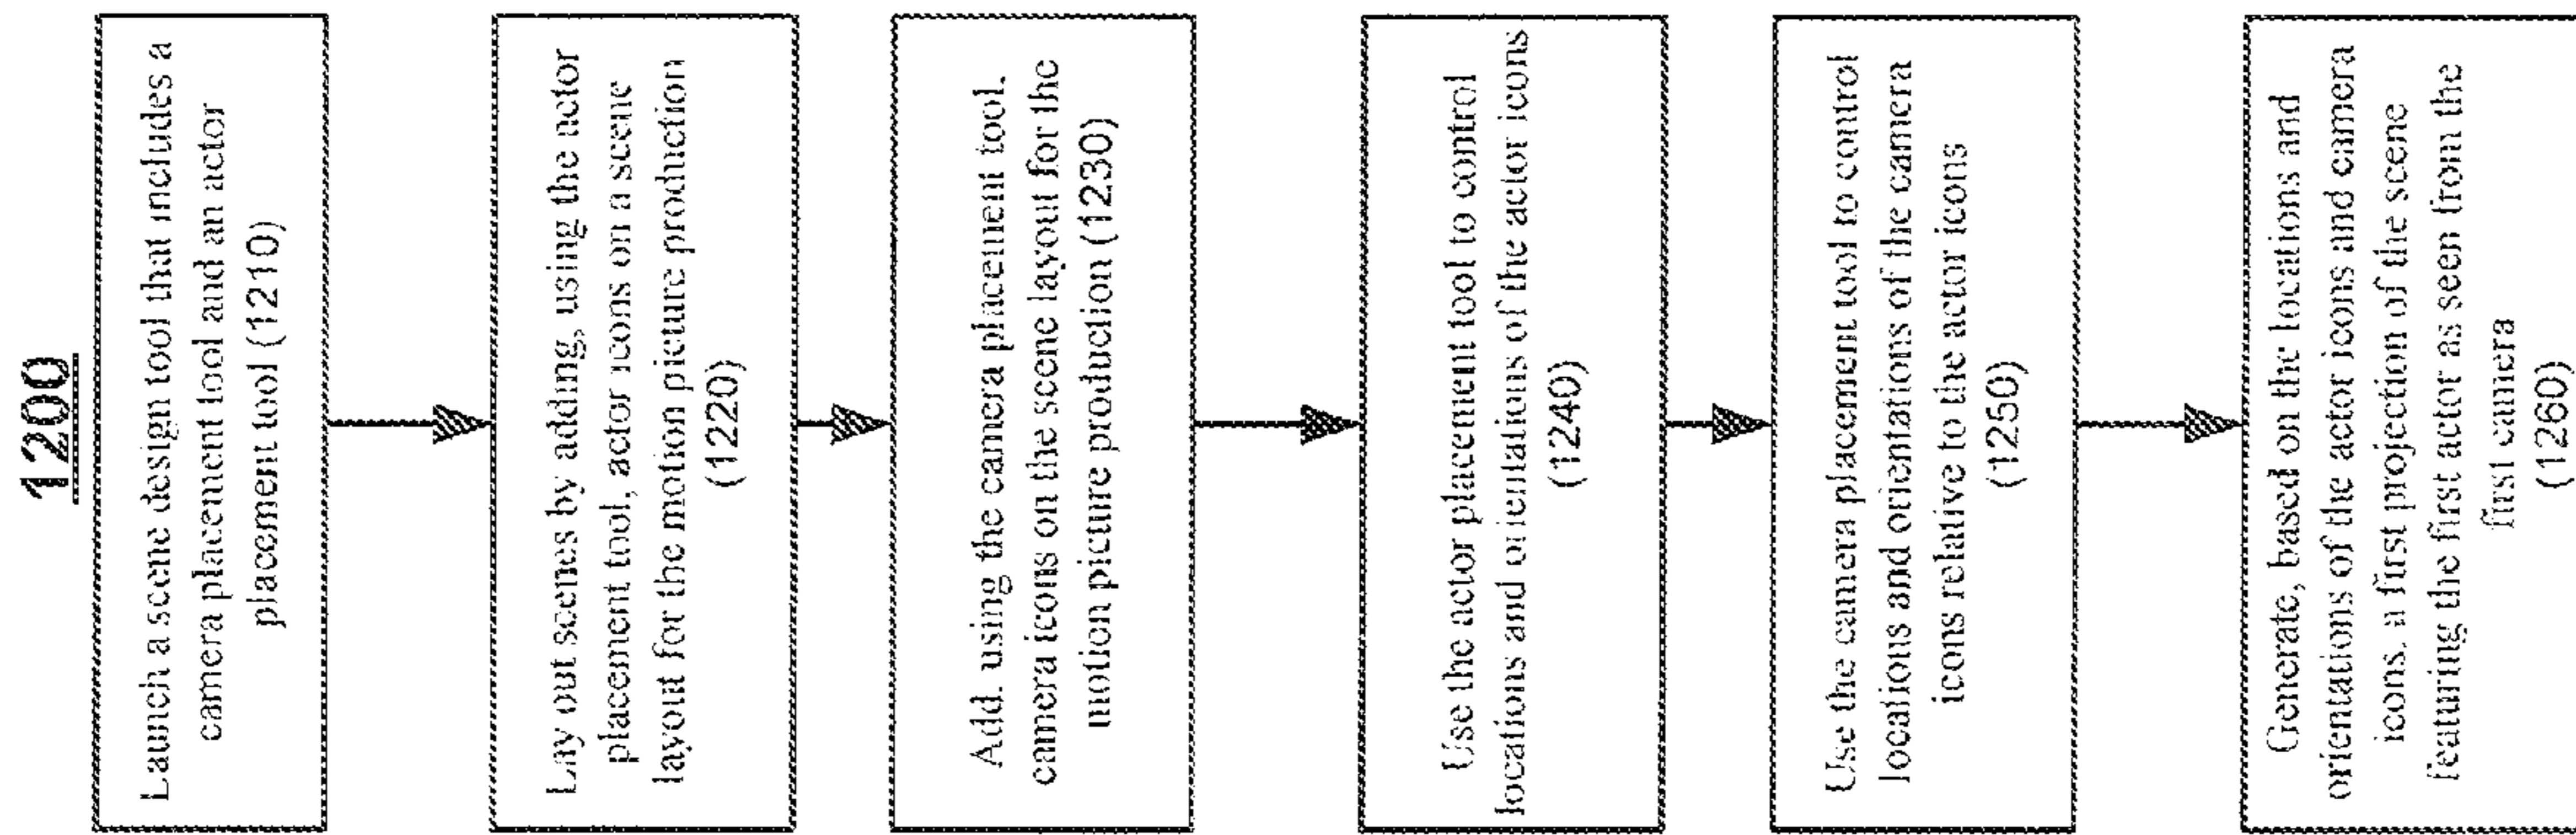 1200
Launch a scene design tool that includes a
camera placement tool and an actor
placement tool (1210)
Lay out scenes by adding, using the actor
placement tool, actor icons on a scene
layout for the motion picture production
(1220)
Add, using the camera placement tool,
camera icons on the scene layout for the
motion picture production (1230)
Use the actor placement tool to control
locations and orientations of the actor icons
(1240)
Use the camera placement tool to control
locations and orientations of the camera
icons relative to the actor icons
(1250)
Generate, based on the locations and
orientations of the actor icons and camera
icons, a first projection of the scene
featuring the first actor as seen from the
first camera
(1260)